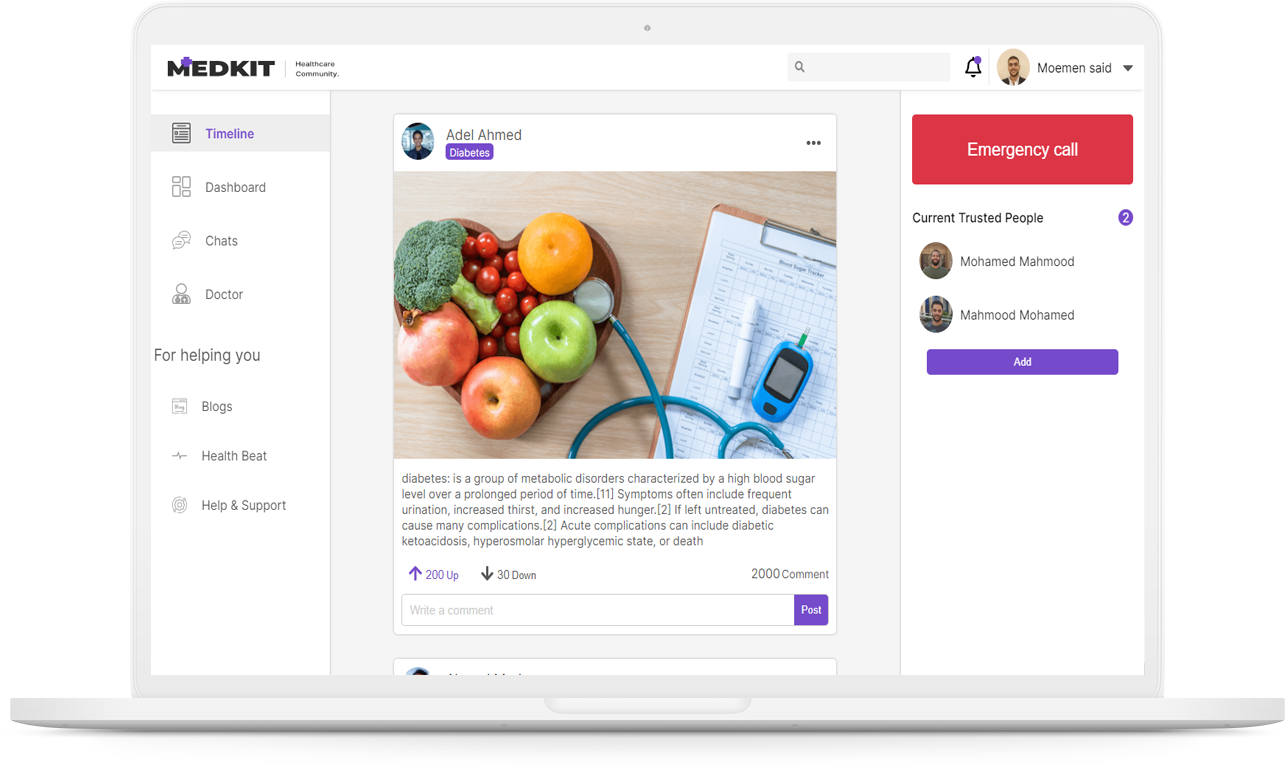 MEDKIT
Healthcare
Community.
Moemen said
Timeline
Dashboard
Chats
Doctor
For helping you
Blogs
Health Beat
Help & Support
Adel Ahmed
Diabetes
Blood Sugar Tracker
diabetes: is a group of metabolic disorders characterized by a high blood sugar
level over a prolonged period of time.[11] Symptoms often include frequent
urination, increased thirst, and increased hunger.[2] If left untreated, diabetes can
cause many complications.[2] Acute complications can include diabetic
ketoacidosis, hyperosmolar hyperglycemic state, or death
200 Up
30 Down
2000 Comment
Write a comment
Post
Emergency call
Current Trusted People
2
Mohamed Mahmood
Mahmood Mohamed
Add